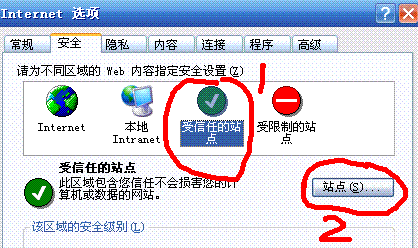 Internet 选项
常规 安全 隐私 内容 连接 程序 高级
请为不同区域的 Web 内容指定安全设置(Z)
1
Internet
本地
Intranet
受信任的站
点
受限制的站
点
受信任的站点
此区域包含您信任不会损害您的计
算机或数据的网站。
站点(S)...
2
该区域的安全级别(L)